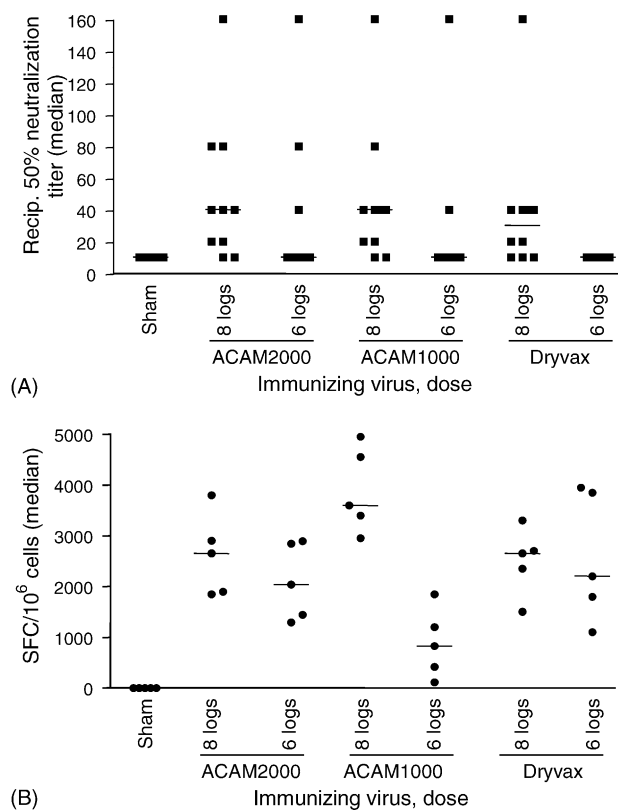 Recip. 50% neutralization
titer (median)
160
140
120
100
80
60
40
20
0
Sham
8 logs
6 logs
8 logs
6 logs
8 logs
6 logs
ACAM2000
ACAM1000
Dryvax
Immunizing virus, dose
(A)
SFC/10⁶ cells (median)
5000
4000
3000
2000
1000
0
Sham
8 logs
6 logs
8 logs
6 logs
8 logs
6 logs
ACAM2000
ACAM1000
Dryvax
Immunizing virus, dose
(B)